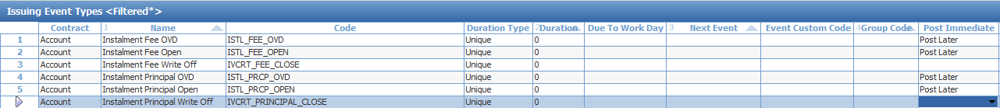 Issuing Event Types <Filtered*>
Contract 1 Name Code Duration Type 2 Duration Due To Work Day 3 Next Event Event Custom Code 4 Group Code Post Immediate
1 Account Instalment Fee OVD ISTL_FEE_OVD Unique 0 Post Later
2 Account Instalment Fee Open ISTL_FEE_OPEN Unique 0 Post Later
3 Account Instalment Fee Write Off IVCRT_FEE_CLOSE Unique 0
4 Account Instalment Principal OVD ISTL_PRCP_OVD Unique 0 Post Later
5 Account Instalment Principal Open ISTL_PRCP_OPEN Unique 0 Post Later
Account Instalment Principal Write Off IVCRT_PRINCIPAL_CLOSE Unique 0